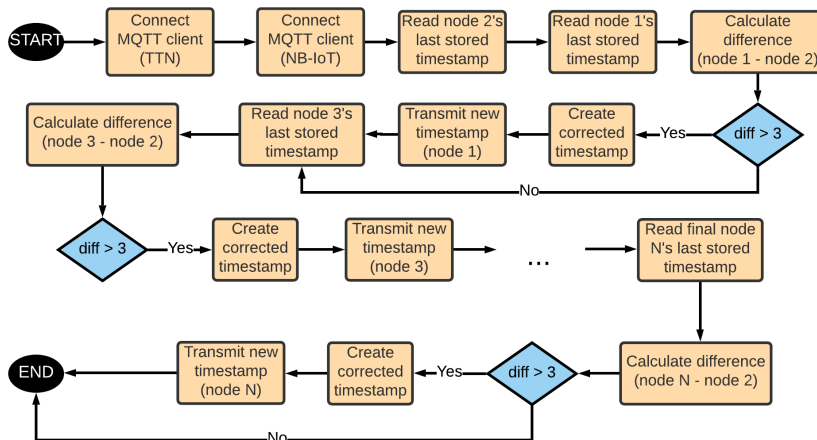 START
Connect
MQTT client
(TTN)
Connect
MQTT client
(NB-IoT)
Read node 2's
last stored
timestamp
Read node 1's
last stored
timestamp
Calculate
difference
(node 1 - node 2)
diff > 3
Yes
Create
corrected
timestamp
Transmit new
timestamp
(node 1)
Read node 3's
last stored
timestamp
Calculate difference
(node 3 - node 2)
No
diff > 3
Yes
Create
corrected
timestamp
Transmit new
timestamp
(node 3)
...
Read final node
N's last stored
timestamp
Calculate difference
(node N - node 2)
diff > 3
Yes
Create
corrected
timestamp
Transmit new
timestamp
(node N)
END
No